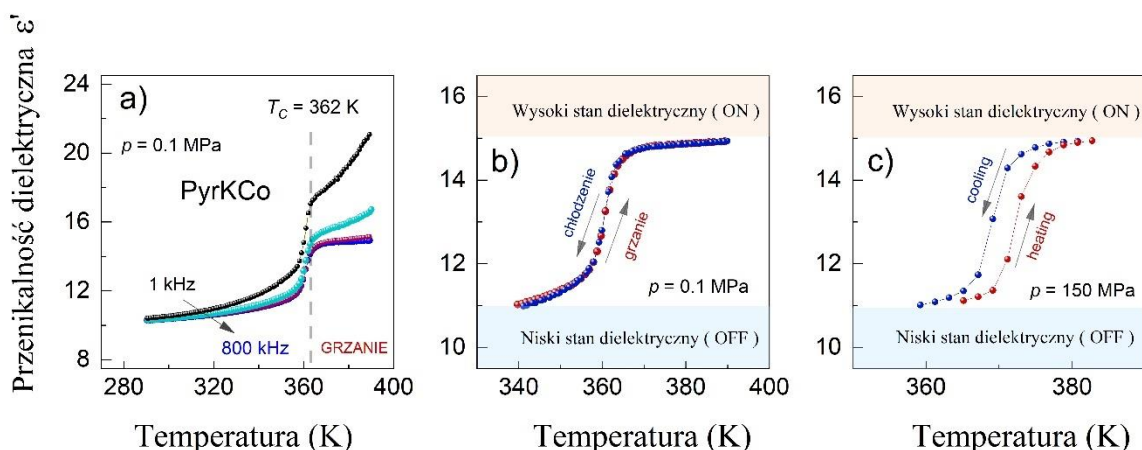 Przenikalność dielektryczna ε'
24
20
16
12
8
a)
T_C = 362 K
p = 0.1 MPa
PyrKCo
1 kHz
800 kHz
GRZANIE
280
320
360
400
Temperatura (K)
16
14
12
10
Wysoki stan dielektryczny ( ON )
b)
chłodzenie
grzanie
p = 0.1 MPa
Niski stan dielektryczny ( OFF )
340
360
380
400
Temperatura (K)
16
14
12
10
Wysoki stan dielektryczny ( ON )
c)
cooling
heating
p = 150 MPa
Niski stan dielektryczny ( OFF )
360
380
Temperatura (K)